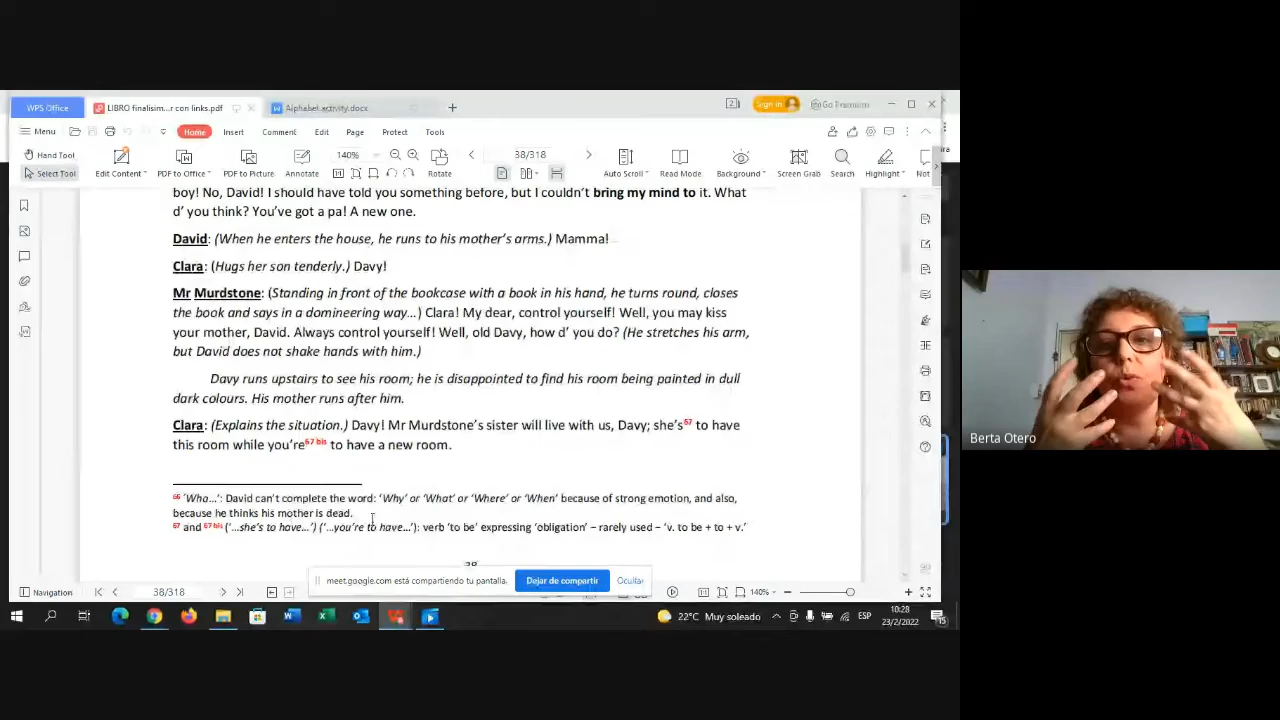 WPS Office
LIBRO finalisim...r con links.pdf
Alphabet activity.docx
Sign in
Go Premium
Menu
Home
Insert
Comment
Edit
Page
Protect
Tools
Hand Tool
Select Tool
Edit Content
PDF to Office
PDF to Picture
Annotate
140%
Rotate
38/318
Auto Scroll
Read Mode
Background
Screen Grab
Search
Highlight
boy! No, David! I should have told you something before, but I couldn't bring my mind to it. What
d' you think? You've got a pa! A new one.
David: (When he enters the house, he runs to his mother's arms.) Mamma!
Clara: (Hugs her son tenderly.) Davy!
Mr Murdstone: (Standing in front of the bookcase with a book in his hand, he turns round, closes
the book and says in a domineering way...) Clara! My dear, control yourself! Well, you may kiss
your mother, David. Always control yourself! Well, old Davy, how d' you do? (He stretches his arm,
but David does not shake hands with him.)
Davy runs upstairs to see his room; he is disappointed to find his room being painted in dull
dark colours. His mother runs after him.
Clara: (Explains the situation.) Davy! Mr Murdstone's sister will live with us, Davy; she's67 to have
this room while you're67 bis to have a new room.
66 'Wha...': David can't complete the word: 'Why' or 'What' or 'Where' or 'When' because of strong emotion, and also,
because he thinks his mother is dead.
67 and 67 bis ('...she's to have...') ('...you're to have...'): verb 'to be' expressing 'obligation' – rarely used – 'v. to be + to + v.'
38
meet.google.com está compartiendo tu pantalla.
Dejar de compartir
Ocultar
Navigation
38/318
140%
22°C Muy soleado
ESP
10:28
23/2/2022
15
Berta Otero